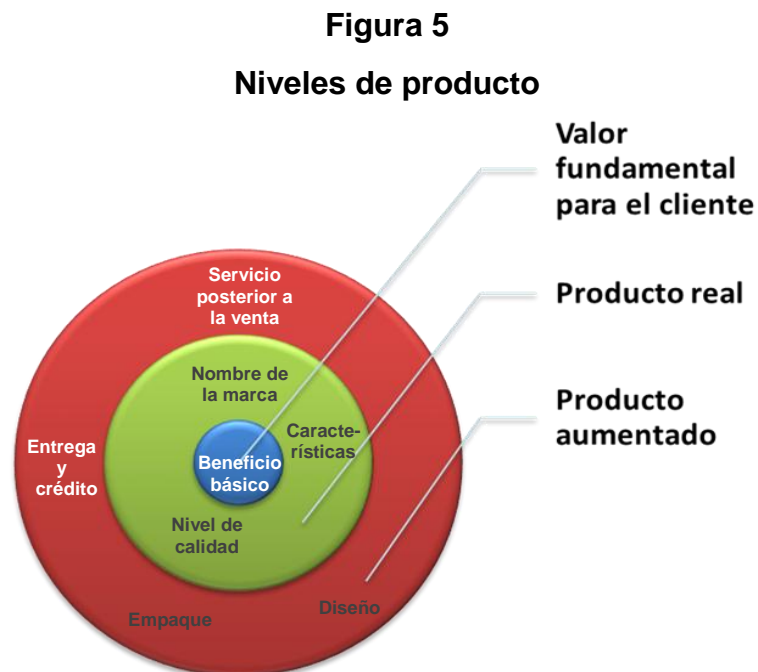 Figura 5
Niveles de producto
Valor
fundamental
para el cliente
Servicio
posterior a
la venta
Producto real
Nombre de
la marca
Caracte-
rísticas
Producto
aumentado
Entrega
y
crédito
Beneficio
básico
Nivel de
calidad
Empaque
Diseño